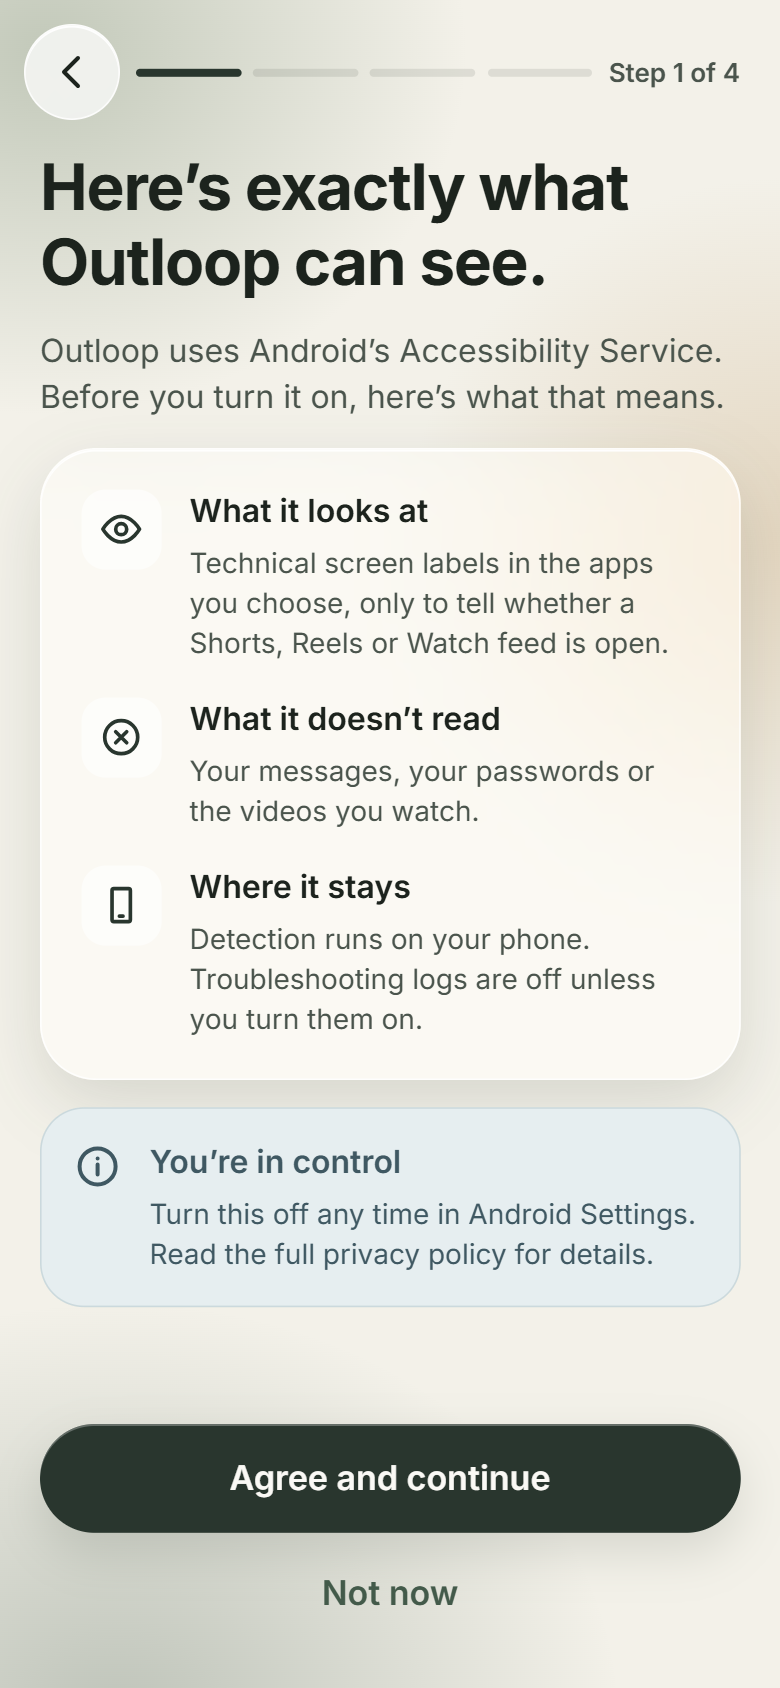 Step 1 of 4
Here’s exactly what
Outloop can see.
Outloop uses Android’s Accessibility Service.
Before you turn it on, here’s what that means.
What it looks at
Technical screen labels in the apps
you choose, only to tell whether a
Shorts, Reels or Watch feed is open.
What it doesn’t read
Your messages, your passwords or
the videos you watch.
Where it stays
Detection runs on your phone.
Troubleshooting logs are off unless
you turn them on.
You’re in control
Turn this off any time in Android Settings.
Read the full privacy policy for details.
Agree and continue
Not now